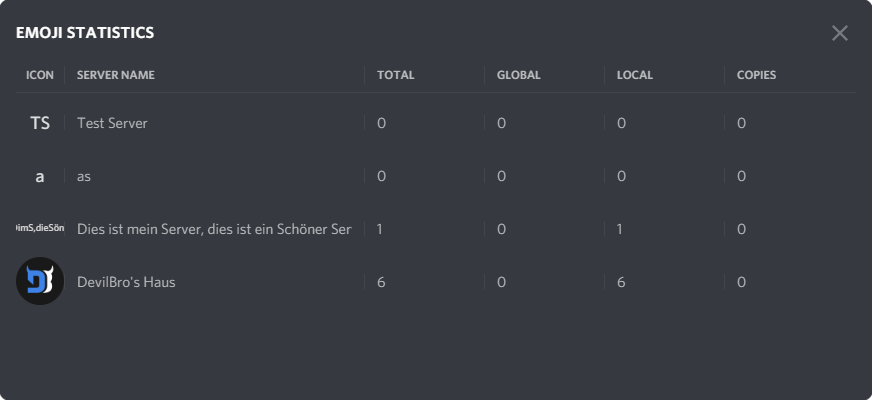 EMOJI STATISTICS
ICON SERVER NAME TOTAL GLOBAL LOCAL COPIES
TS Test Server 0 0 0 0
a as 0 0 0 0
imS,dieSön Dies ist mein Server, dies ist ein Schöner Ser 1 0 1 0
DevilBro's Haus 6 0 6 0